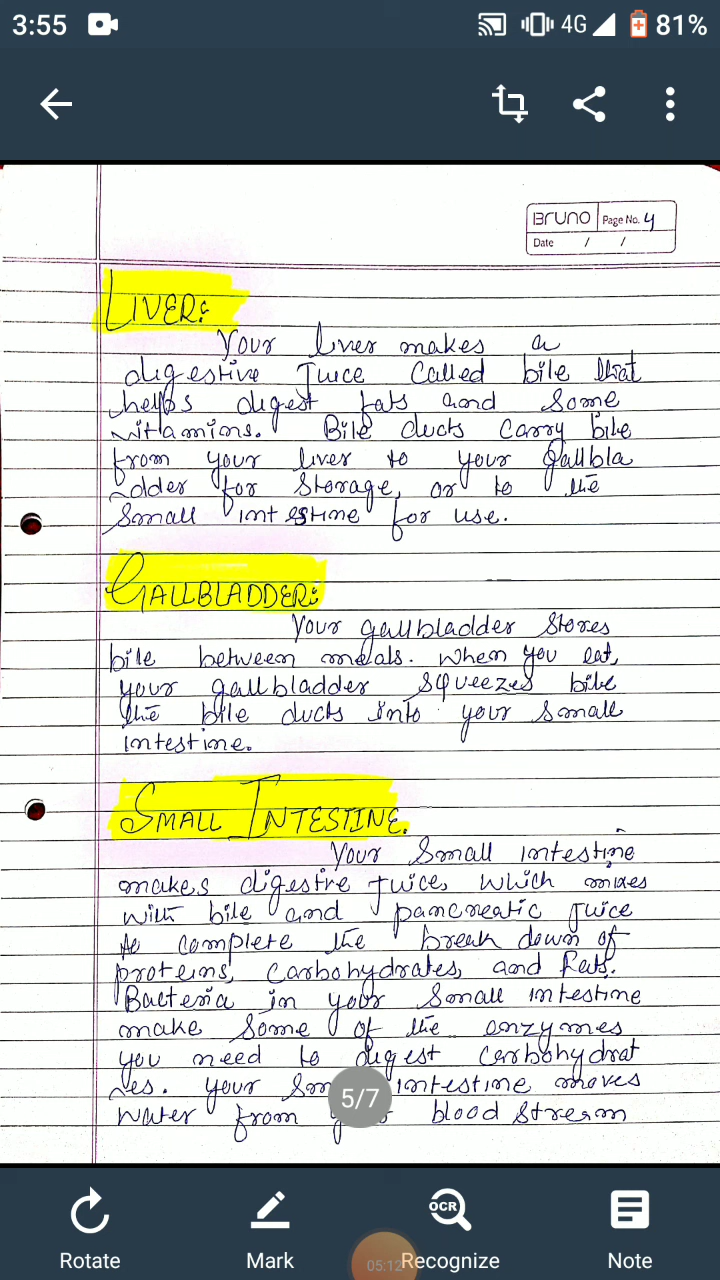 3:55
4G
81%
Bruno
Page No. 4
Date / /
LIVER:
Your liver makes a
digestive Juice Called bile that
helps digest fats and Some
vitamins. Bile ducts carry bile
from your liver to your gallbla
dder for Storage, or to the
Small intestine for use.
GALLBLADDER:
Your gallbladder Stores
bile between meals. When you eat,
your gallbladder squeezes bile
the bile ducts into your small
intestine.
SMALL INTESTINE.
Your Small intestine
makes digestive Juice, which mixes
with bile and pancreatic Juice
to complete the break down of
proteins, carbohydrates, and Fats.
Bacteria in your Small intestine
make Some of the enzymes
you need to digest carbohydrat
es. Your intestine moves
5/7
water from blood stream
Rotate
Mark
OCR
Recognize
Note
05:12